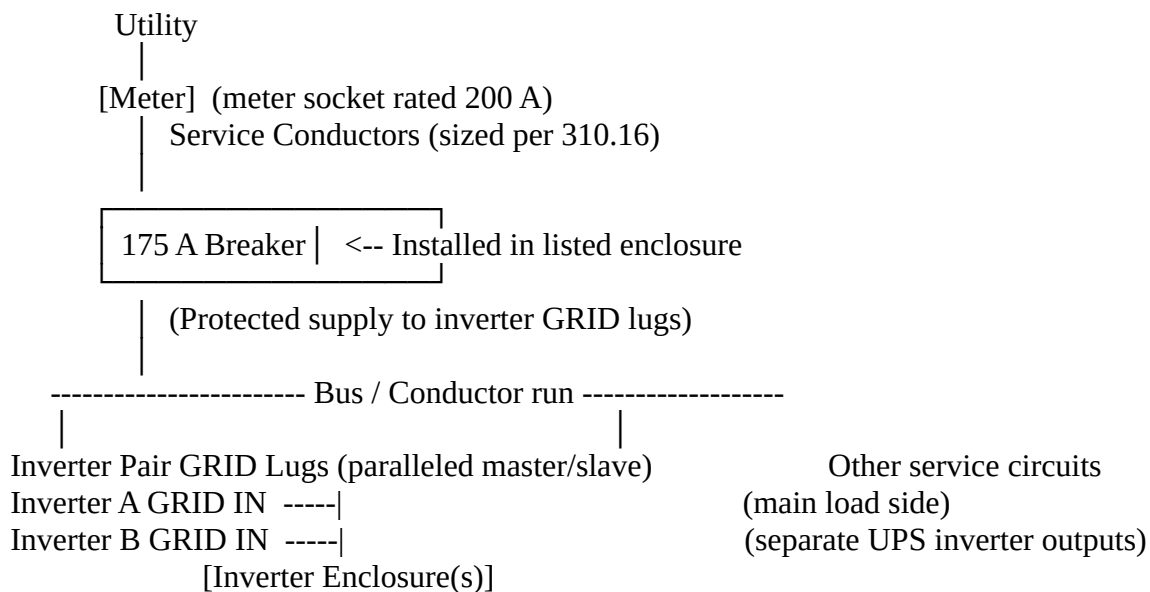 Utility
[Meter] (meter socket rated 200 A)
Service Conductors (sized per 310.16)
175 A Breaker <-- Installed in listed enclosure
(Protected supply to inverter GRID lugs)
------------------------ Bus / Conductor run -------------------
Inverter Pair GRID Lugs (paralleled master/slave) Other service circuits
Inverter A GRID IN -----| (main load side)
Inverter B GRID IN -----| (separate UPS inverter outputs)
[Inverter Enclosure(s)]